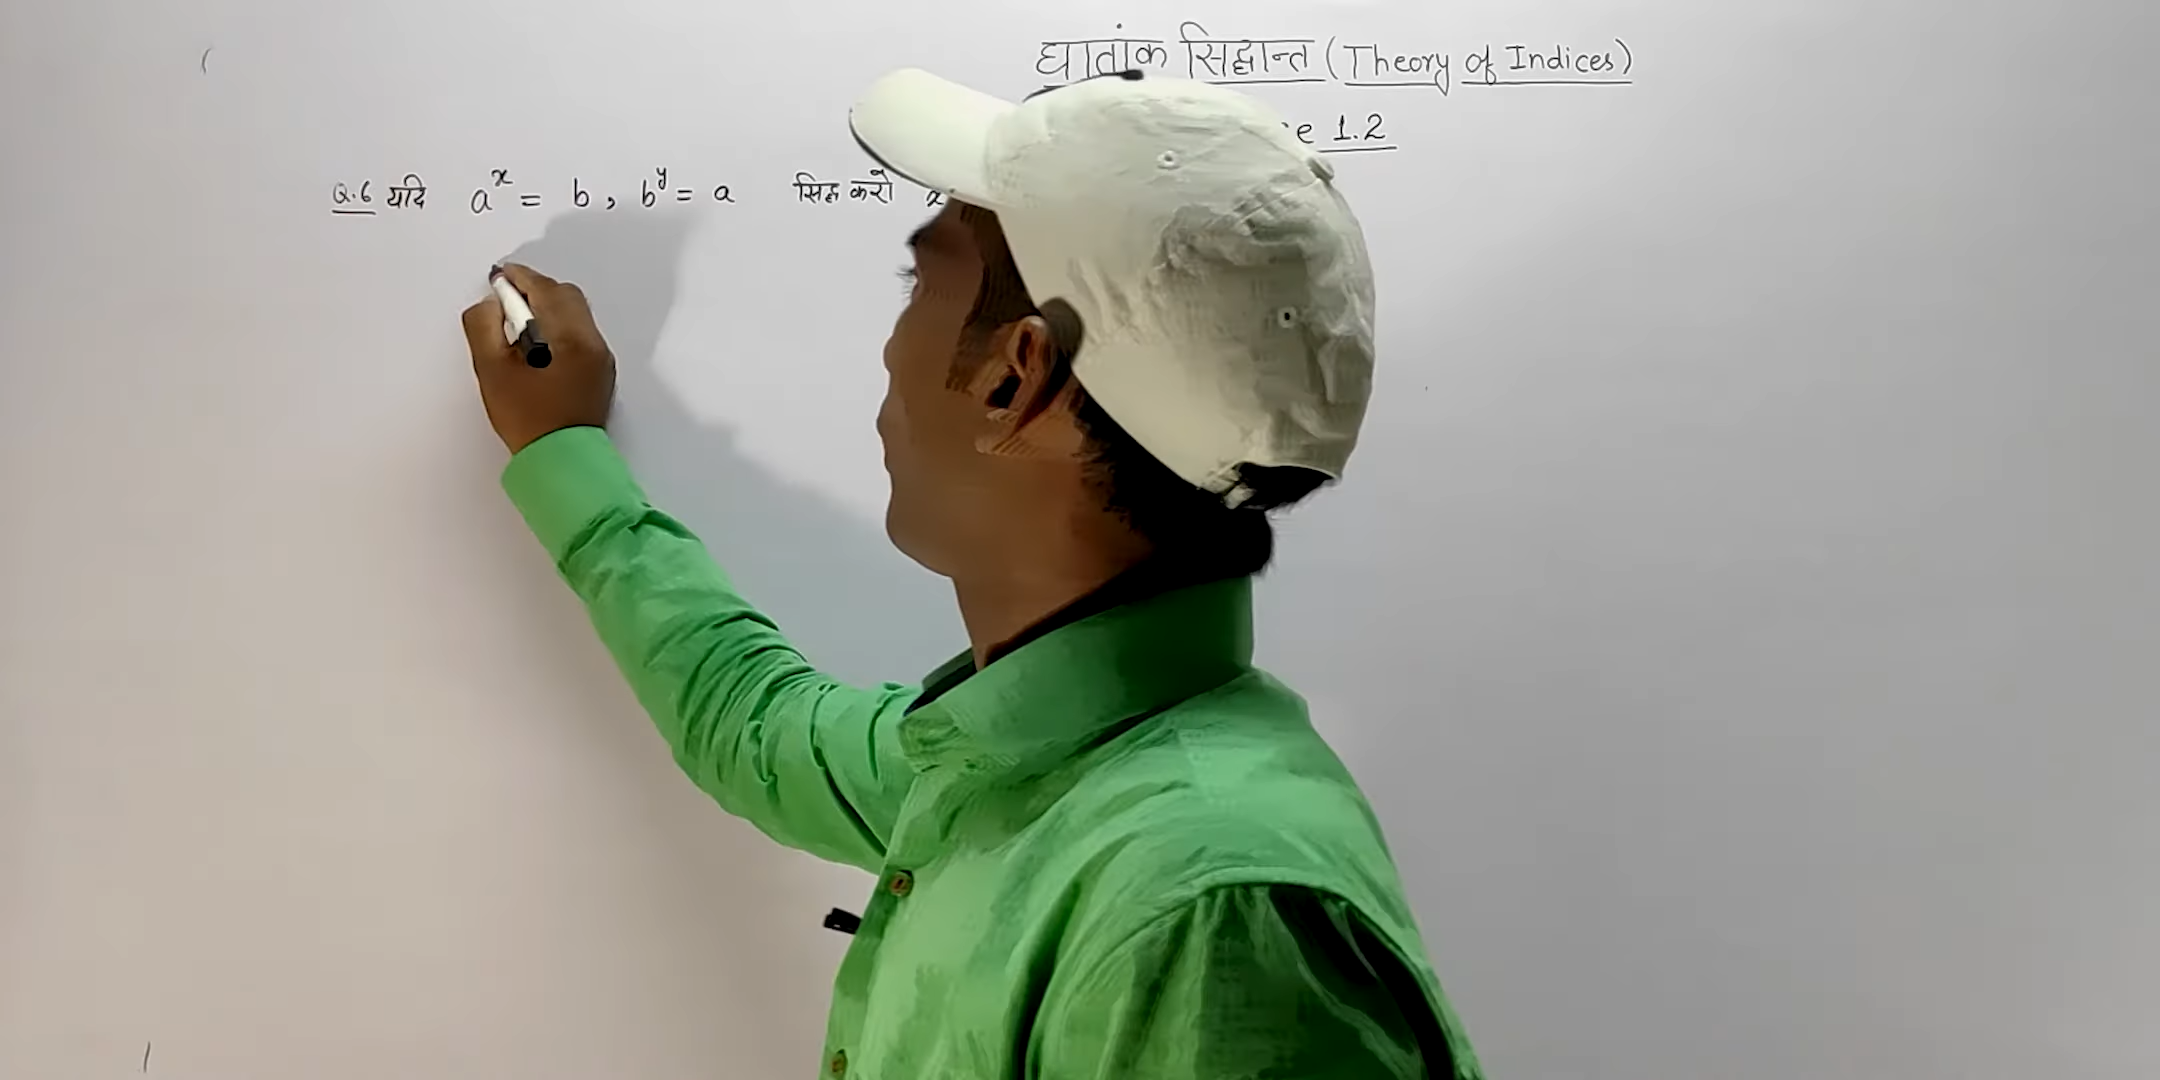 घातांक सिद्धान्त (Theory of Indices)
1.2
Q.6 यदि a^x = b, b^y = a सिद्ध करो x